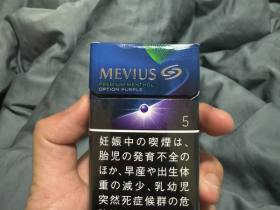 MEVIUS
PREMIUM MENTHOL
OPTION PURPLE
5
妊娠中の喫煙は、
胎児の発育不全の
ほか、早産や出生体
重の減少、乳幼児
突然死症候群の危